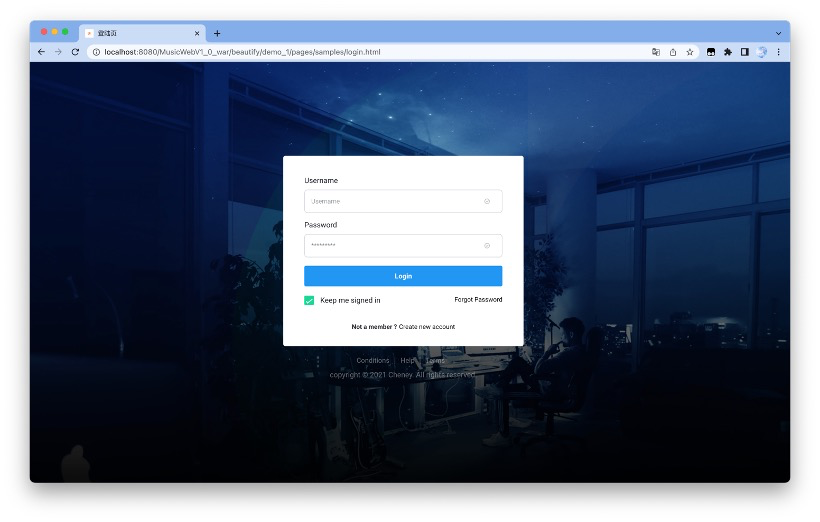 登陆页
localhost:8080/MusicWebV1_0_war/beautify/demo_1/pages/samples/login.html
Username
Username
Password
*********
Login
Keep me signed in
Forgot Password
Not a member ? Create new account
Conditions Help Terms
copyright © 2021 Cheney. All rights reserved.